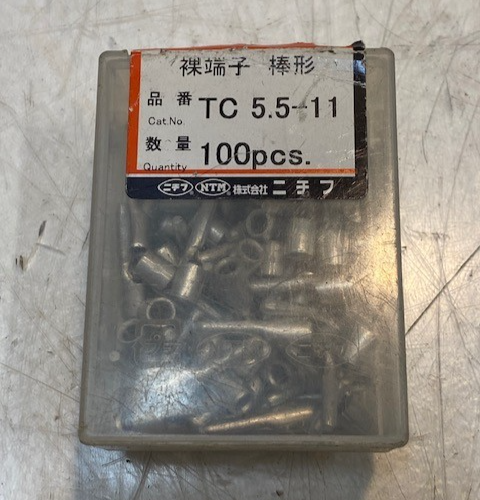 裸端子 棒形
品番 TC 5.5-11
Cat.No.
数量 100pcs.
Quantity
ニチフ NTM 株式会社 ニチフ